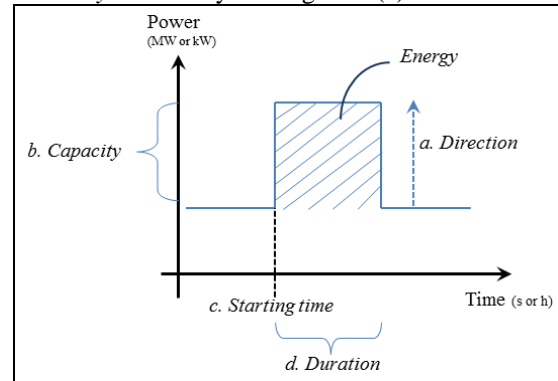 Power
(MW or kW)
Energy
b. Capacity
a. Direction
c. Starting time
Time (s or h)
d. Duration